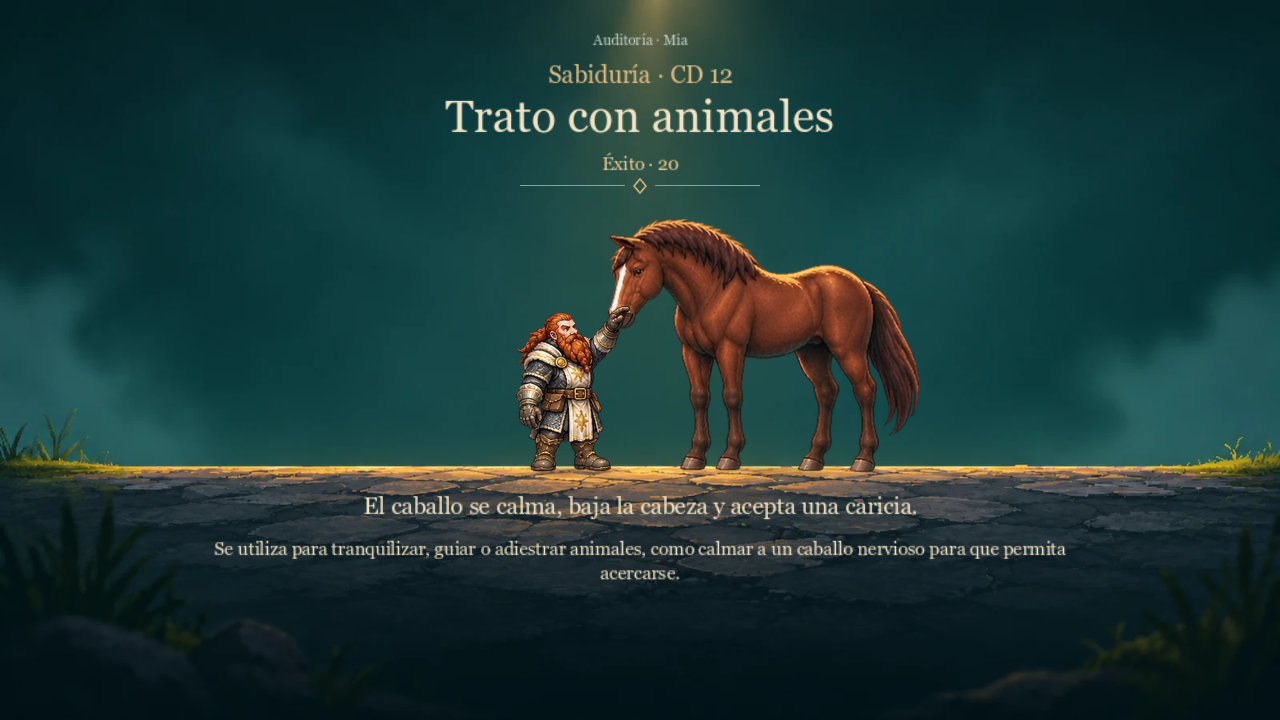 Auditoría · Mia
Sabiduría · CD 12
Trato con animales
Éxito · 20
El caballo se calma, baja la cabeza y acepta una caricia.
Se utiliza para tranquilizar, guiar o adiestrar animales, como calmar a un caballo nervioso para que permita
acercarse.